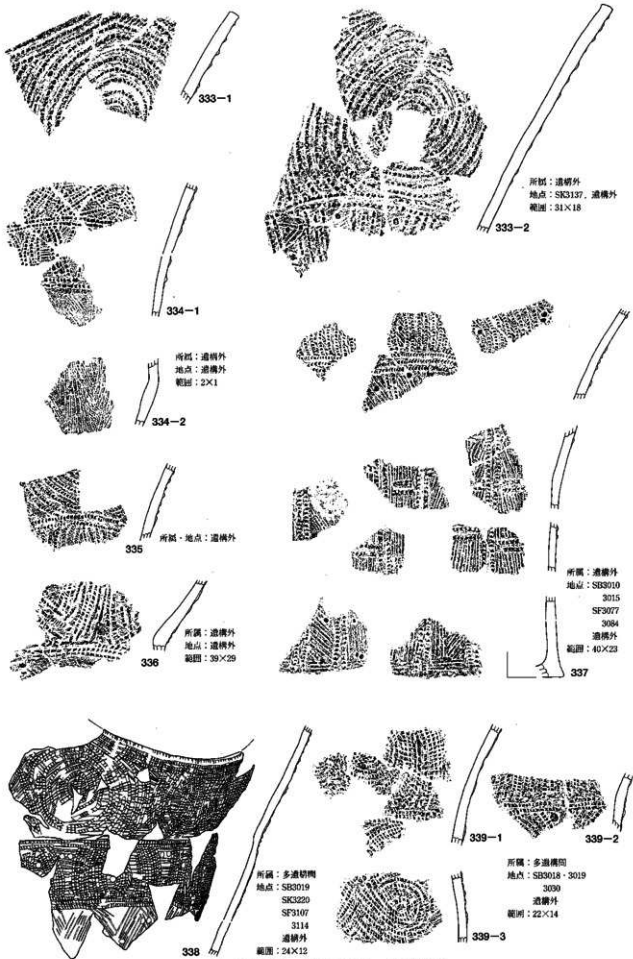 333-1
所属：遺構外
地点：SK3137，遺構外
範囲：31×18
333-2
334-1
所属：遺構外
地点：遺構外
範囲：2×1
334-2
335
所属・地点：遺構外
336
所属：遺構外
地点：遺構外
範囲：39×29
所属：遺構外
地点：SB3010
3015
SF3077
3084
遺構外
範囲：40×23
337
所属：多遺構間
地点：SB3019
SK3220
SF3107
3114
遺構外
範囲：24×12
338
339-1
339-2
所属：多遺構間
地点：SB3018・3019
3030
遺構外
範囲：22×14
339-3